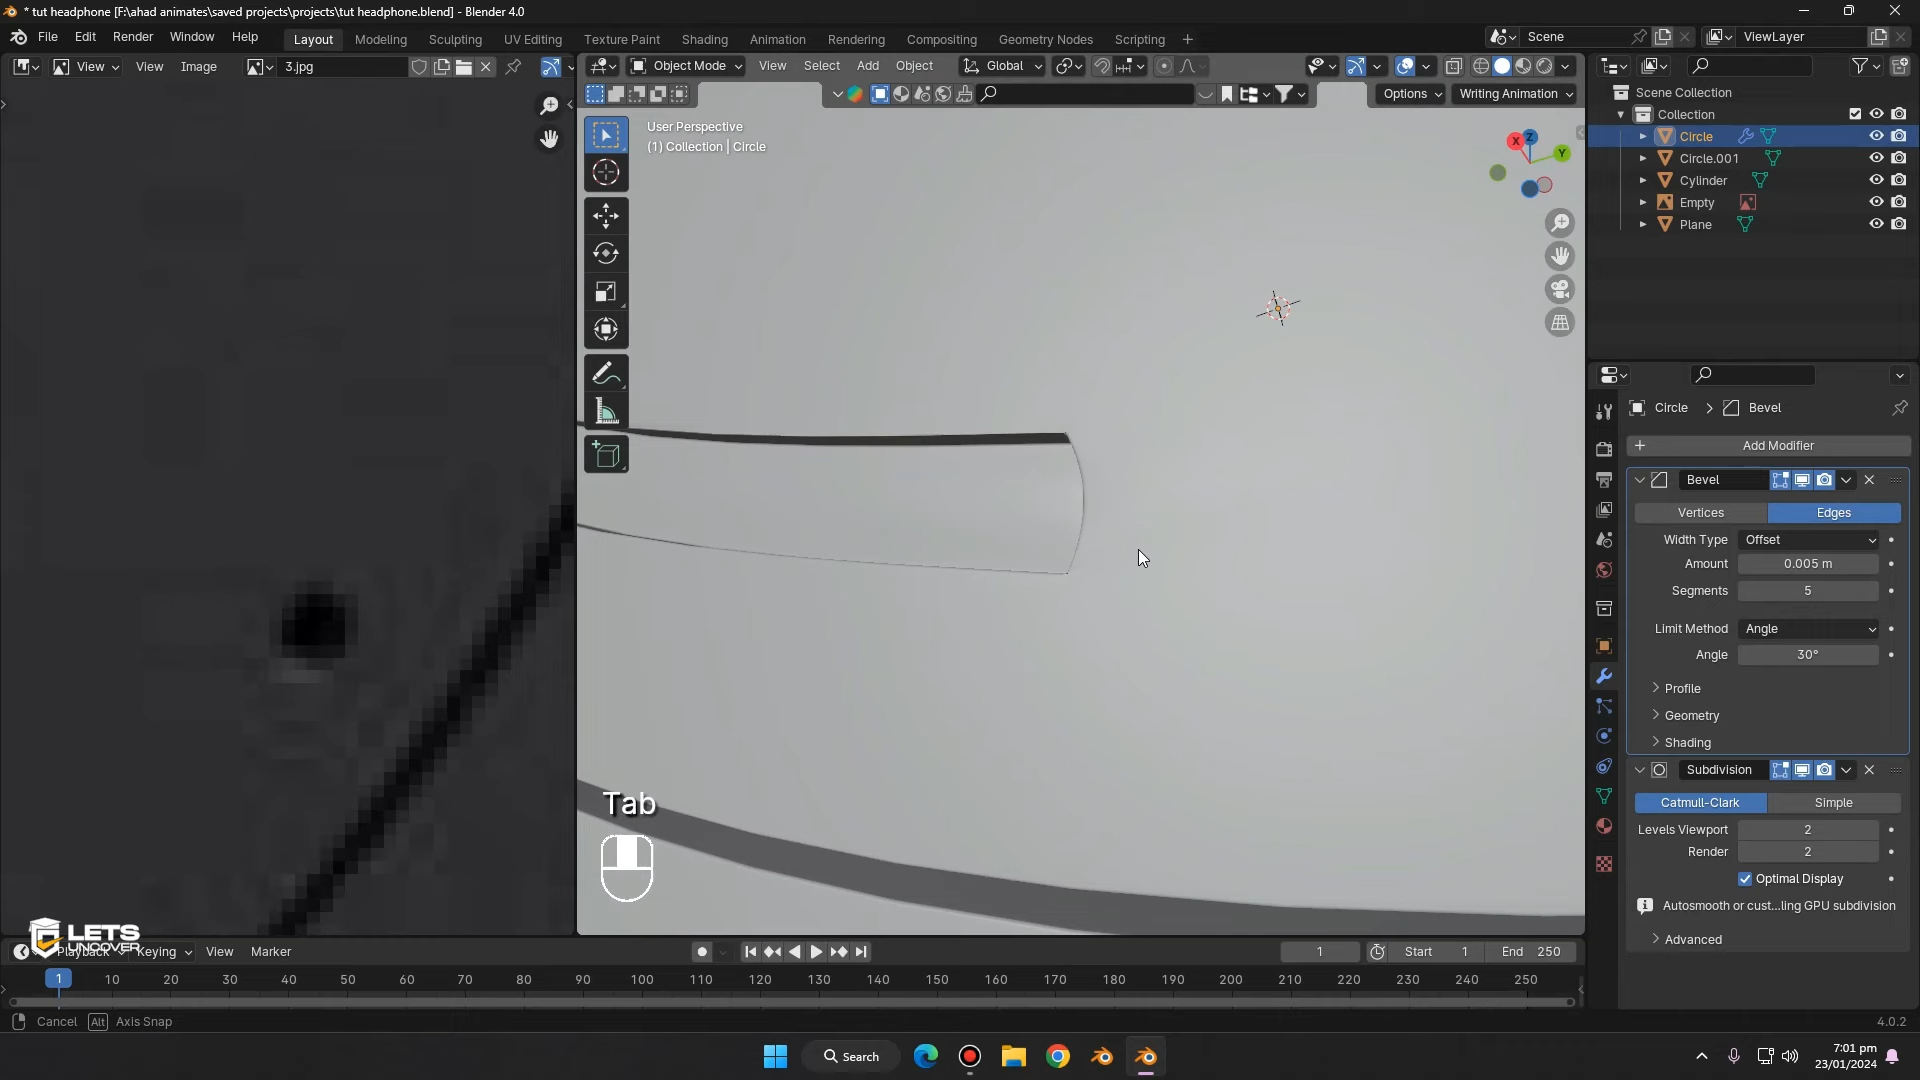 * tut headphone [F:\ahad animates\saved projects\projects\tut headphone.blend] - Blender 4.0
File Edit Render Window Help Layout Modeling Sculpting UV Editing Texture Paint Shading Animation Rendering Compositing Geometry Nodes Scripting + Scene ViewLayer
View View Image 3.jpg Object Mode View Select Add Object Global
Options Writing Animation
User Perspective
(1) Collection | Circle
X Z Y
Scene Collection
Collection
Circle
Circle.001
Cylinder
Empty
Plane
Circle > Bevel
+ Add Modifier
Bevel
Vertices Edges
Width Type Offset
Amount 0.005 m
Segments 5
Limit Method Angle
Angle 30°
Profile
Geometry
Shading
Subdivision
Catmull-Clark Simple
Levels Viewport 2
Render 2
Optimal Display
Autosmooth or cust...ling GPU subdivision
Advanced
Tab
LETS
UNCOVER
Playback Keying View Marker 1 Start 1 End 250
1 10 20 30 40 50 60 70 80 90 100 110 120 130 140 150 160 170 180 190 200 210 220 230 240 250
Cancel Alt Axis Snap 4.0.2
Search
7:01 pm
23/01/2024